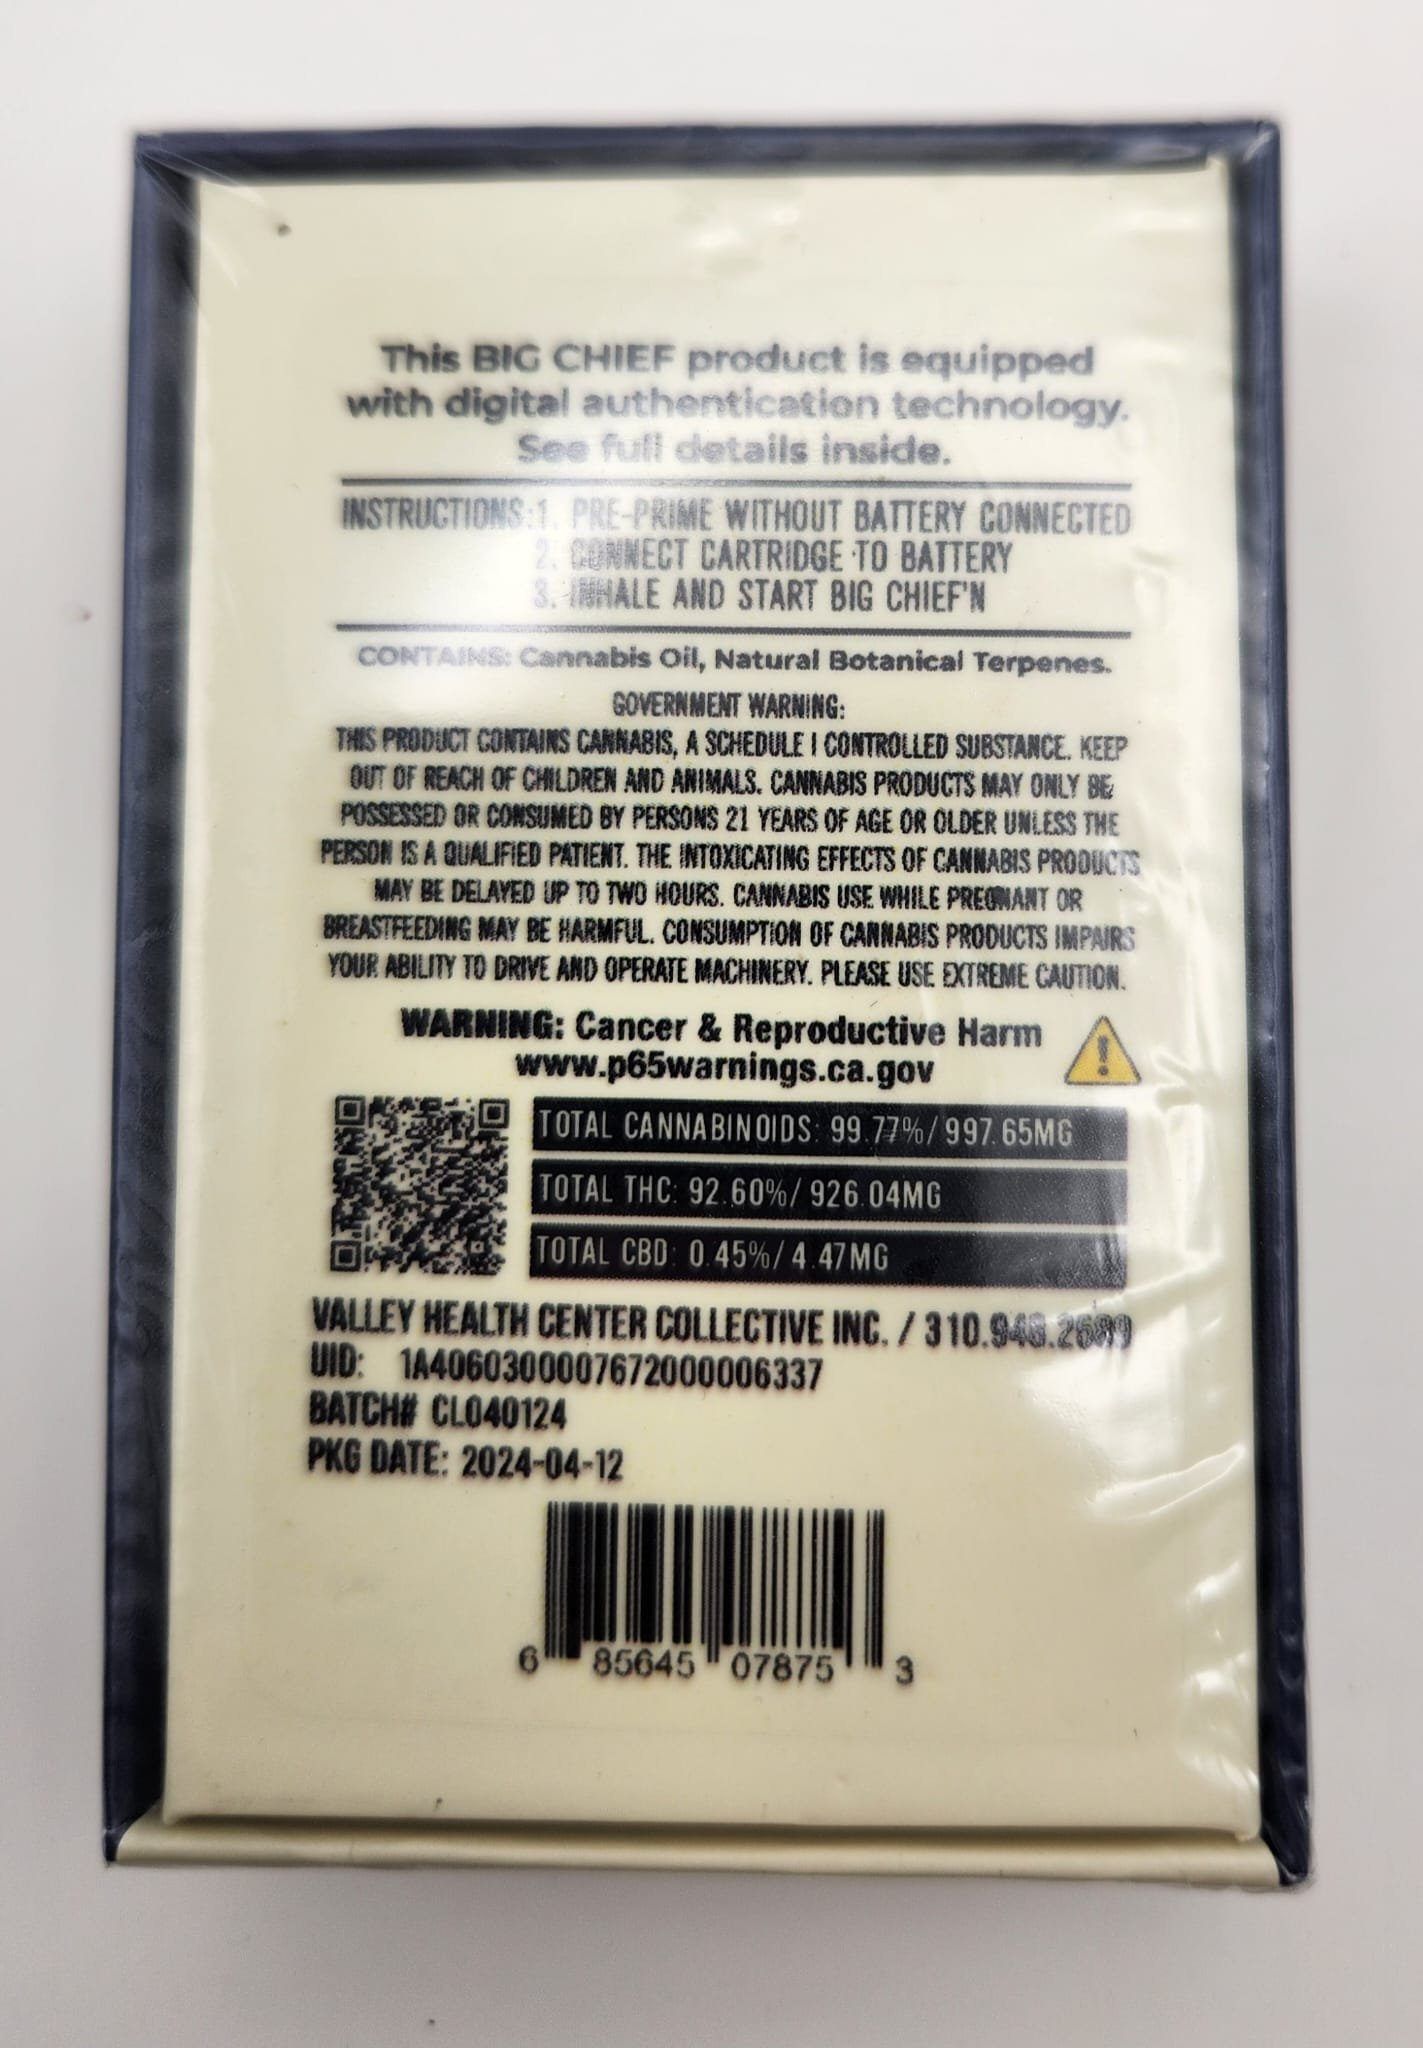 This BIG CHIEF product is equipped
with digital authentication technology.
See full details inside.
INSTRUCTIONS:1. PRE-PRIME WITHOUT BATTERY CONNECTED
2. CONNECT CARTRIDGE TO BATTERY
3. INHALE AND START BIG CHIEF'N
CONTAINS: Cannabis Oil, Natural Botanical Terpenes.
GOVERNMENT WARNING:
THIS PRODUCT CONTAINS CANNABIS, A SCHEDULE I CONTROLLED SUBSTANCE. KEEP
OUT OF REACH OF CHILDREN AND ANIMALS. CANNABIS PRODUCTS MAY ONLY BE
POSSESSED OR CONSUMED BY PERSONS 21 YEARS OF AGE OR OLDER UNLESS THE
PERSON IS A QUALIFIED PATIENT. THE INTOXICATING EFFECTS OF CANNABIS PRODUCTS
MAY BE DELAYED UP TO TWO HOURS. CANNABIS USE WHILE PREGNANT OR
BREASTFEEDING MAY BE HARMFUL. CONSUMPTION OF CANNABIS PRODUCTS IMPAIRS
YOUR ABILITY TO DRIVE AND OPERATE MACHINERY. PLEASE USE EXTREME CAUTION.
WARNING: Cancer & Reproductive Harm
www.p65warnings.ca.gov
TOTAL CANNABINOIDS: 99.77%/ 997.65MG
TOTAL THC: 92.60%/ 926.04MG
TOTAL CBD: 0.45%/ 4.47MG
VALLEY HEALTH CENTER COLLECTIVE INC. /
UID: 1A4060300007672000006337
BATCH# CL040124
PKG DATE: 2024-04-12
6 85645 07875 3